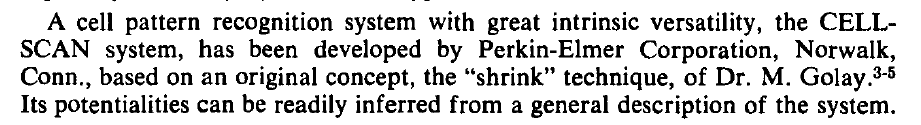 A cell pattern recognition system with great intrinsic versatility, the CELL-
SCAN system, has been developed by Perkin-Elmer Corporation, Norwalk,
Conn., based on an original concept, the “shrink” technique, of Dr. M. Golay.³⁻⁵
Its potentialities can be readily inferred from a general description of the system.